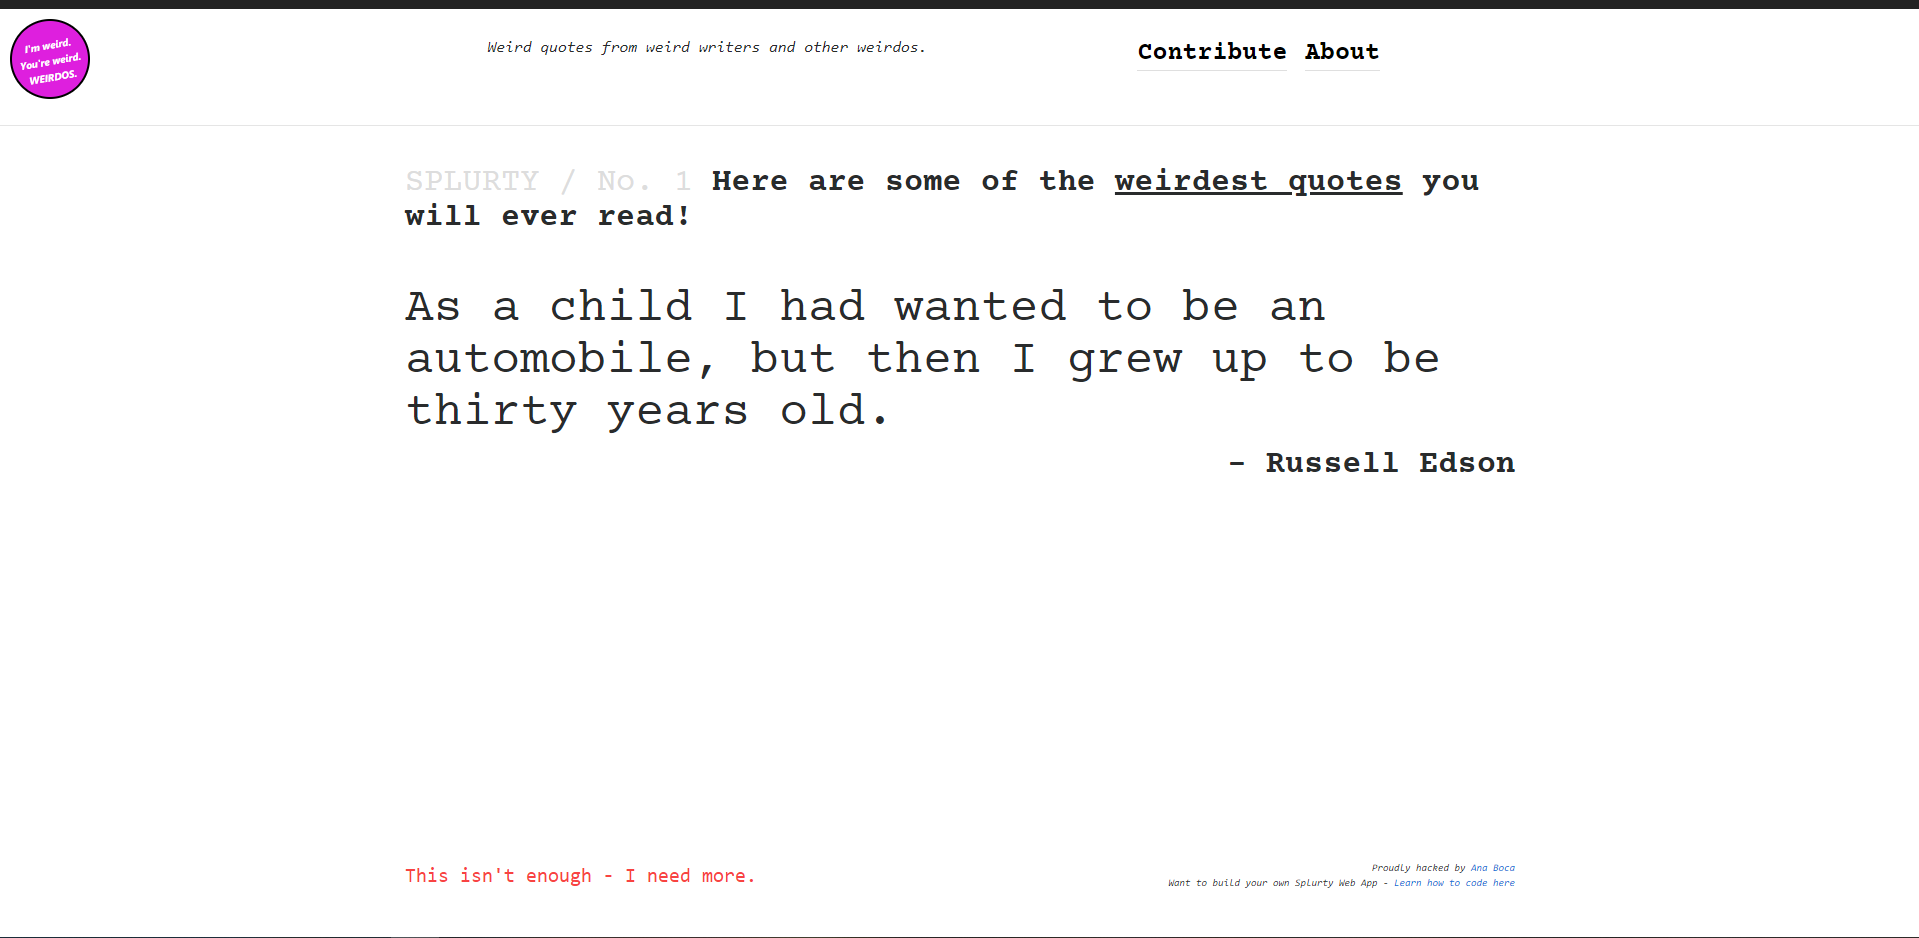 I'm weird.
You're weird.
WEIRDOS.
Weird quotes from weird writers and other weirdos.
Contribute About
SPLURTY / No. 1 Here are some of the weirdest quotes you
will ever read!
As a child I had wanted to be an
automobile, but then I grew up to be
thirty years old.
– Russell Edson
This isn't enough - I need more.
Proudly hacked by Ana Boca
Want to build your own Splurty Web App - Learn how to code here